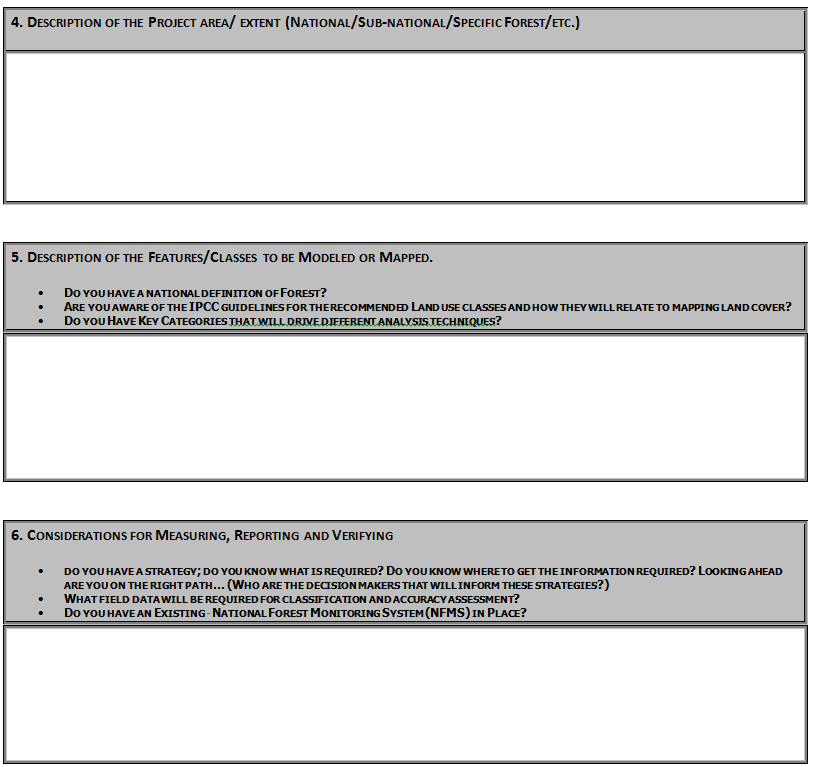 4. Description of the Project area/ extent (National/Sub-national/Specific Forest/etc.)
5. Description of the Features/Classes to be Modeled or Mapped.
• Do you have a national definition of Forest?
• Are you aware of the IPCC guidelines for the recommended Land use classes and how they will relate to mapping land cover?
• Do you Have Key Categories that will drive different analysis techniques?
6. Considerations for Measuring, Reporting and Verifying
• do you have a strategy; do you know what is required? Do you know where to get the information required? Looking ahead
are you on the right path... (Who are the decision makers that will inform these strategies?)
• What field data will be required for classification and accuracy assessment?
• Do you have an Existing - National Forest Monitoring System (NFMS) in Place?